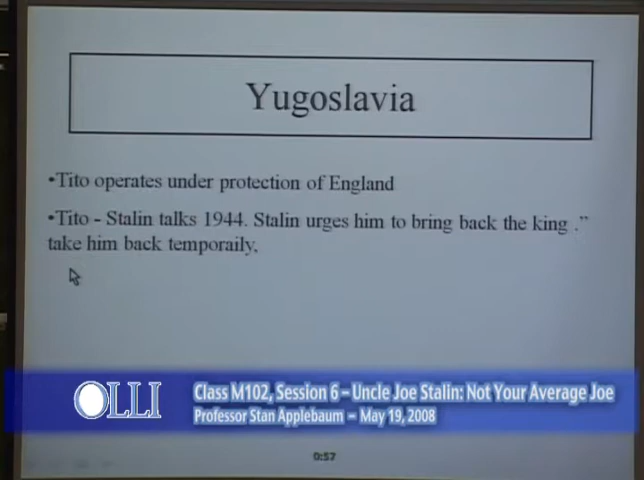 Yugoslavia
•Tito operates under protection of England
•Tito - Stalin talks 1944. Stalin urges him to bring back the king .”
take him back temporaily.
OLLI
Class M102, Session 6 – Uncle Joe Stalin: Not Your Average Joe
Professor Stan Applebaum – May 19, 2008
0:57